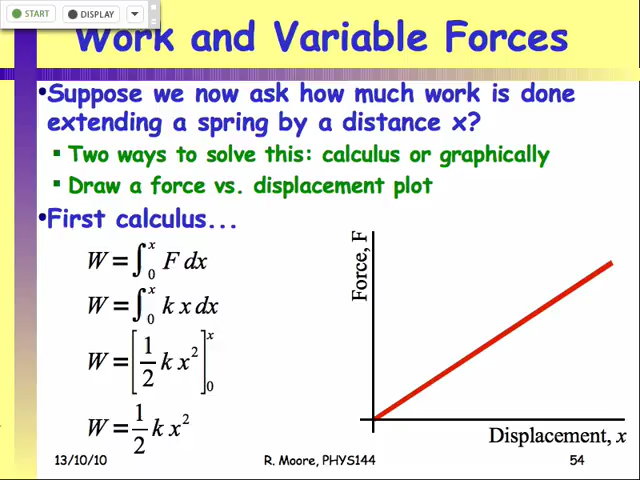 START
DISPLAY
Work and Variable Forces
•Suppose we now ask how much work is done
extending a spring by a distance x?
▪ Two ways to solve this: calculus or graphically
▪ Draw a force vs. displacement plot
•First calculus...
W = ∫₀ˣ F dx
W = ∫₀ˣ k x dx
W = [1/2 k x²]₀ˣ
W = 1/2 k x²
Force, F
Displacement, x
13/10/10
R. Moore, PHYS144
54